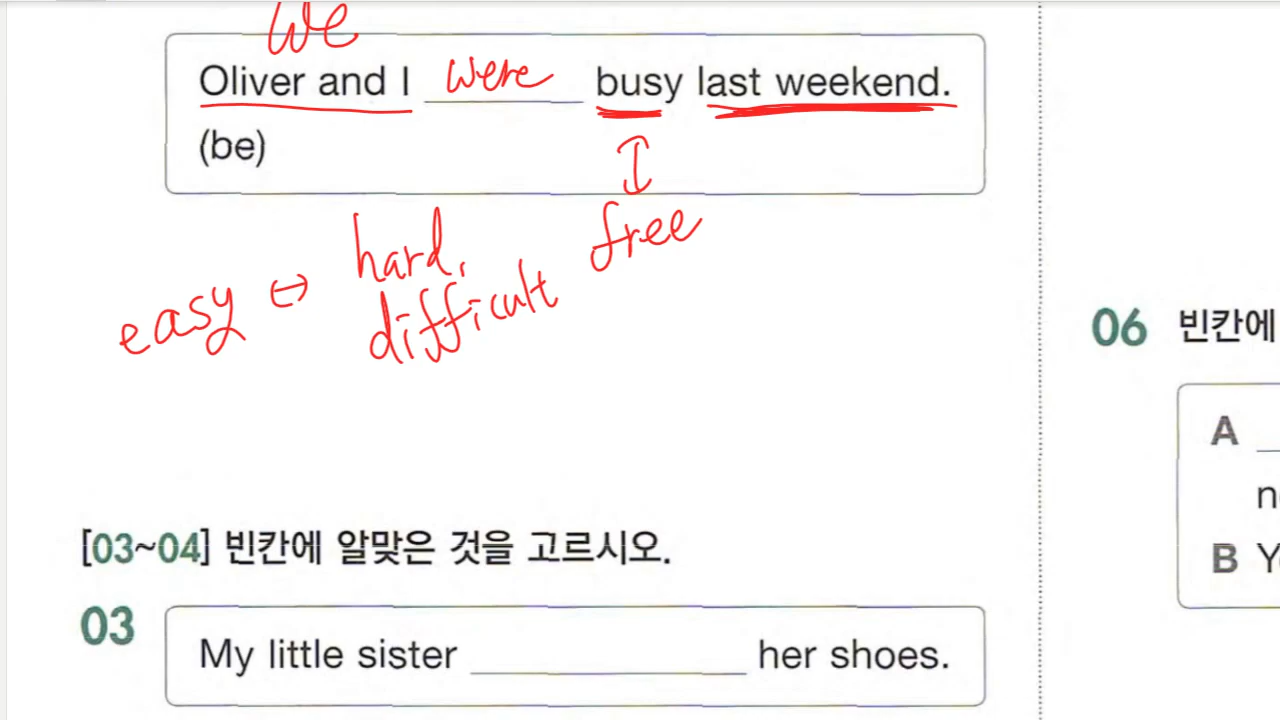 we
Oliver and I were busy last weekend.
(be)
free
easy ↔ hard,
difficult
[03~04] 빈칸에 알맞은 것을 고르시오.
03 My little sister ____________ her shoes.
06 빈칸에
A
B